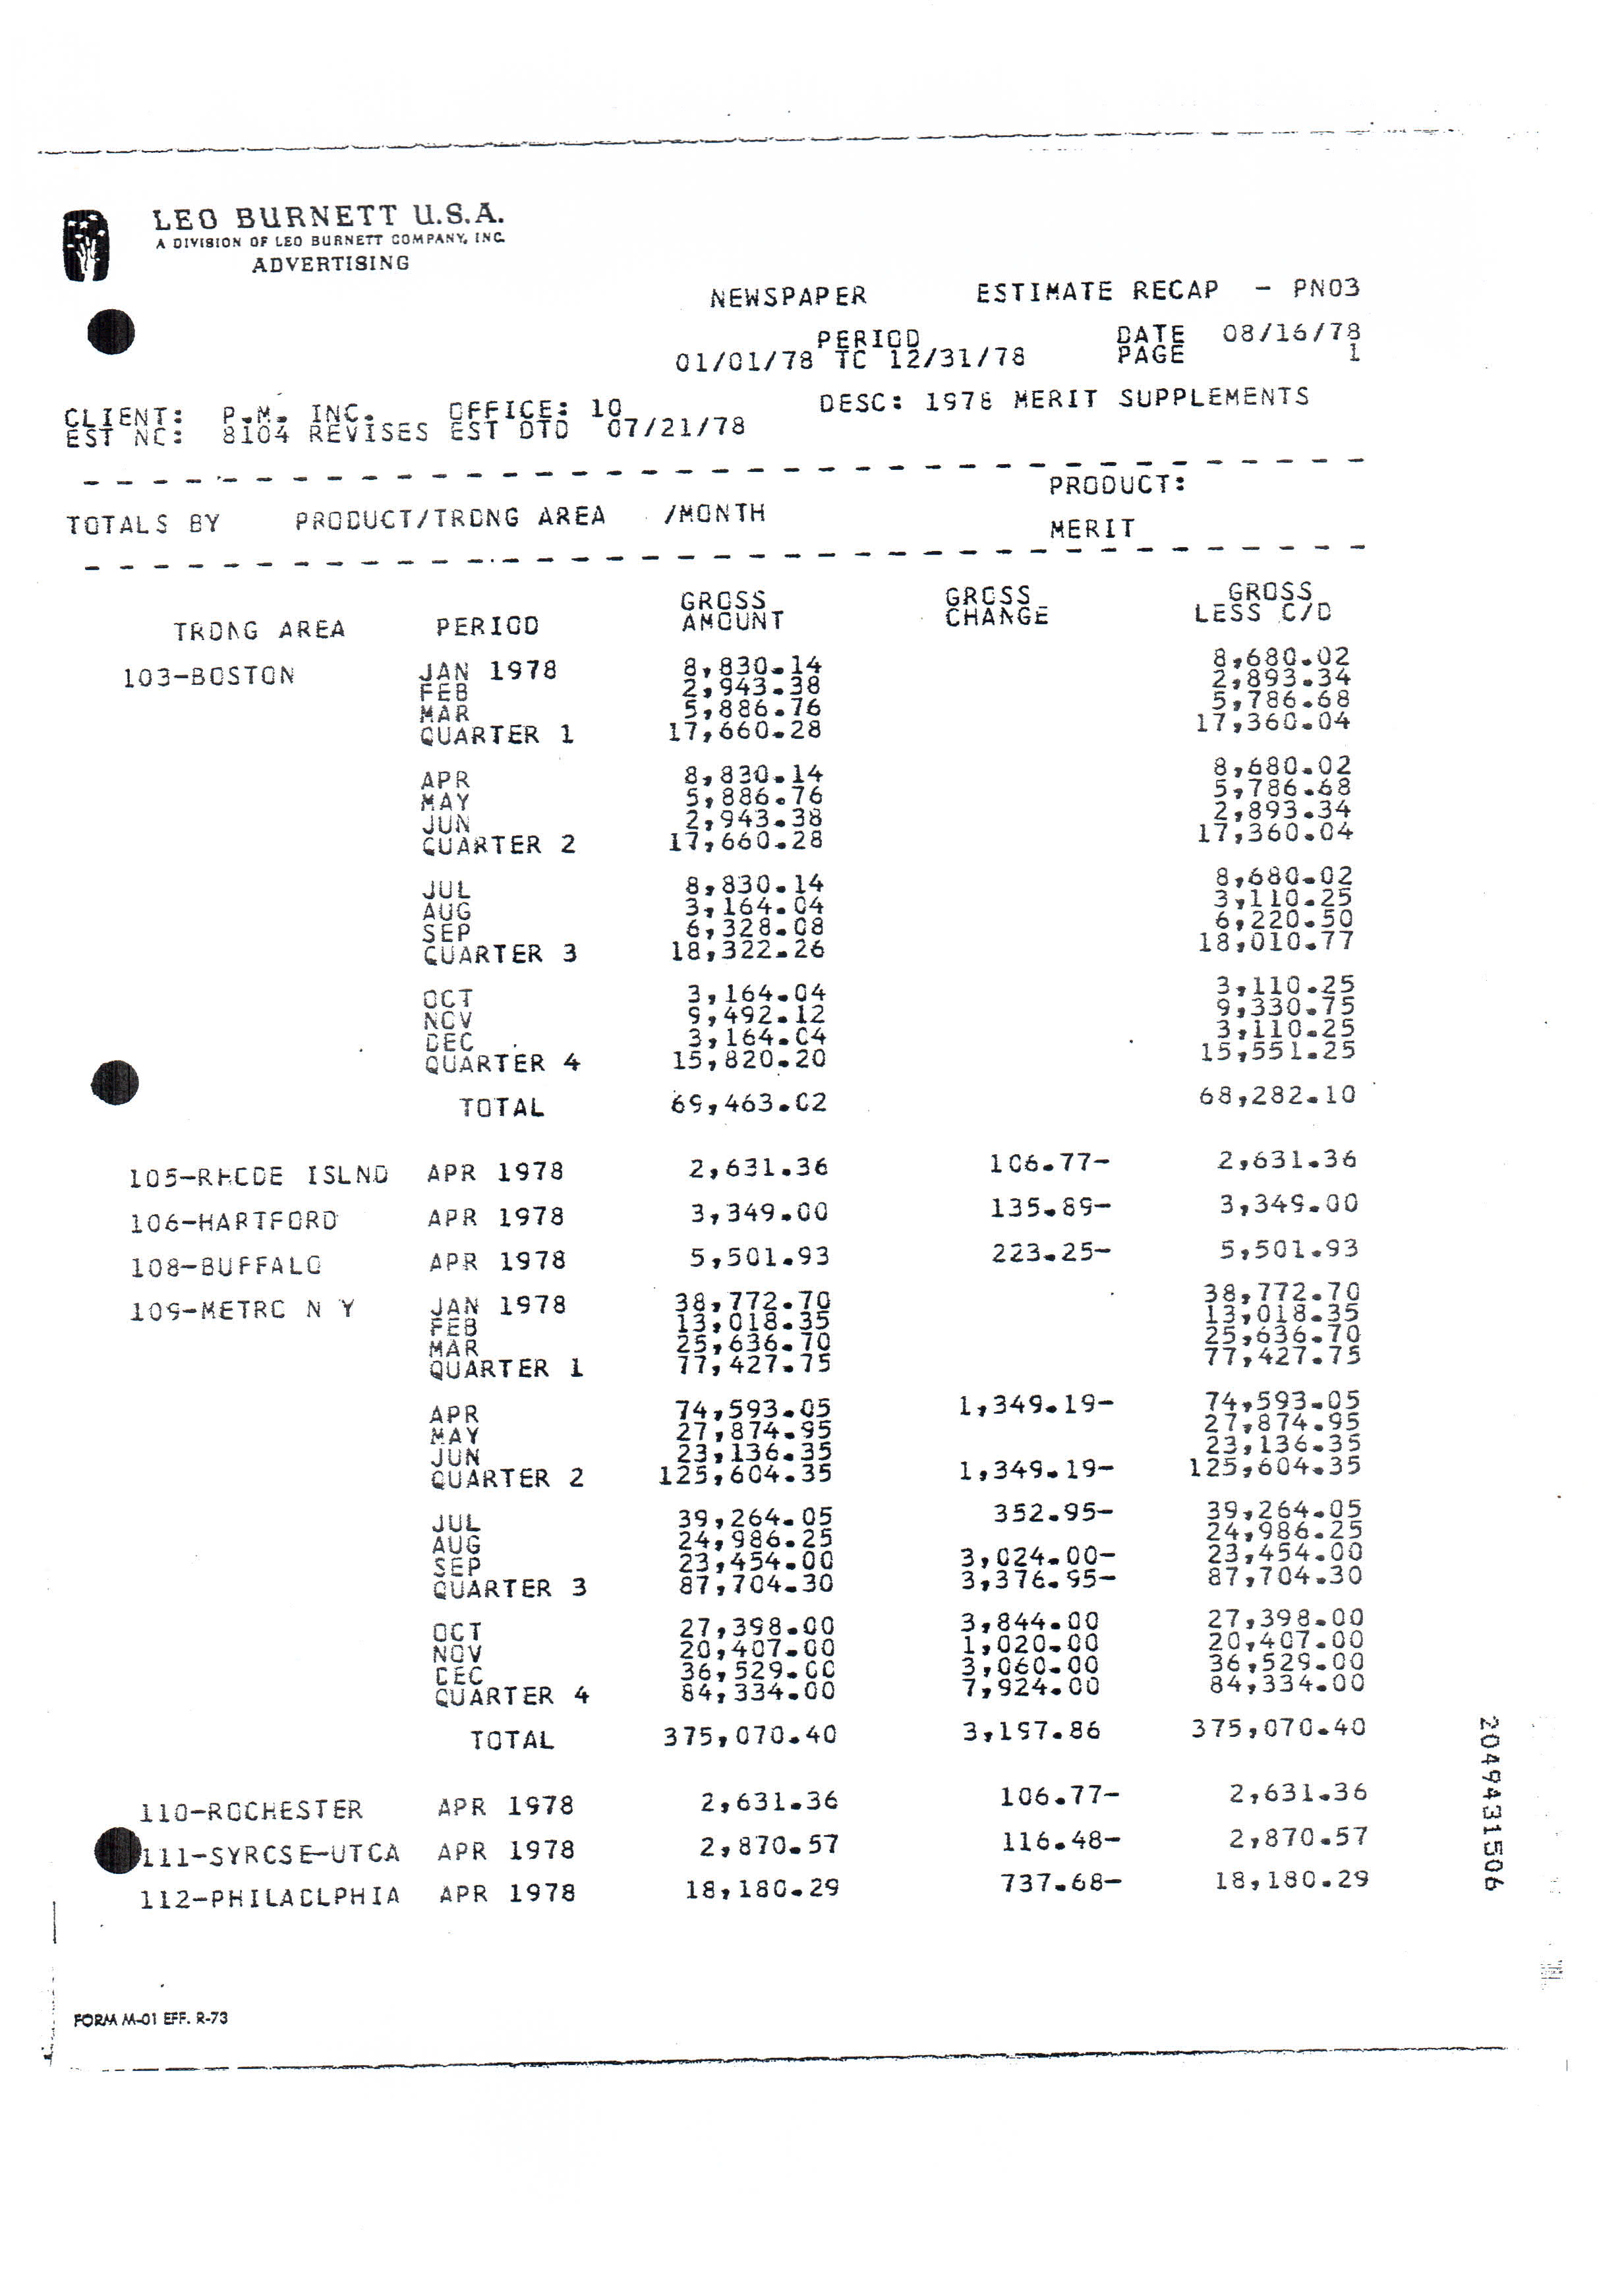 LEO BURNETT U.S.A.
A DIVISION OF LEO BURNETT COMPANY, INC.
ADVERTISING
NEWSPAPER ESTIMATE RECAP - PN03
PERIOD DATE 08/16/78
01/01/78 TO 12/31/78 PAGE 1
CLIENT: P.M. INC. OFFICE: 10 DESC: 1978 MERIT SUPPLEMENTS
EST NO: 8104 REVISES EST DTD 07/21/78
PRODUCT:
TOTALS BY PRODUCT/TRDNG AREA /MONTH
MERIT
GROSS GROSS GROSS
TRDNG AREA PERIOD AMOUNT CHANGE LESS C/D
103-BOSTON JAN 1978 8,830.14 8,680.02
FEB 2,943.38 2,893.34
MAR 5,886.76 5,786.68
QUARTER 1 17,660.28 17,360.04
APR 8,830.14 8,680.02
MAY 5,886.76 5,786.68
JUN 2,943.38 2,893.34
QUARTER 2 17,660.28 17,360.04
JUL 8,830.14 8,680.02
AUG 3,164.04 3,110.25
SEP 6,328.08 6,220.50
QUARTER 3 18,322.26 18,010.77
OCT 3,164.04 3,110.25
NOV 9,492.12 9,330.75
DEC 3,164.04 3,110.25
QUARTER 4 15,820.20 15,551.25
TOTAL 69,463.02 68,282.10
105-RHODE ISLND APR 1978 2,631.36 106.77- 2,631.36
106-HARTFORD APR 1978 3,349.00 135.89- 3,349.00
108-BUFFALO APR 1978 5,501.93 223.25- 5,501.93
109-METRO N Y JAN 1978 38,772.70 38,772.70
FEB 13,018.35 13,018.35
MAR 25,636.70 25,636.70
QUARTER 1 77,427.75 77,427.75
APR 74,593.05 1,349.19- 74,593.05
MAY 27,874.95 27,874.95
JUN 23,136.35 23,136.35
QUARTER 2 125,604.35 1,349.19- 125,604.35
JUL 39,264.05 352.95- 39,264.05
AUG 24,986.25 24,986.25
SEP 23,454.00 3,024.00- 23,454.00
QUARTER 3 87,704.30 3,376.95- 87,704.30
OCT 27,398.00 3,844.00 27,398.00
NOV 20,407.00 1,020.00 20,407.00
DEC 36,529.00 3,060.00 36,529.00
QUARTER 4 84,334.00 7,924.00 84,334.00
TOTAL 375,070.40 3,197.86 375,070.40
110-ROCHESTER APR 1978 2,631.36 106.77- 2,631.36
111-SYRCSE-UTCA APR 1978 2,870.57 116.48- 2,870.57
112-PHILADLPHIA APR 1978 18,180.29 737.68- 18,180.29
2049431506
FORM M-01 EFF. R-73